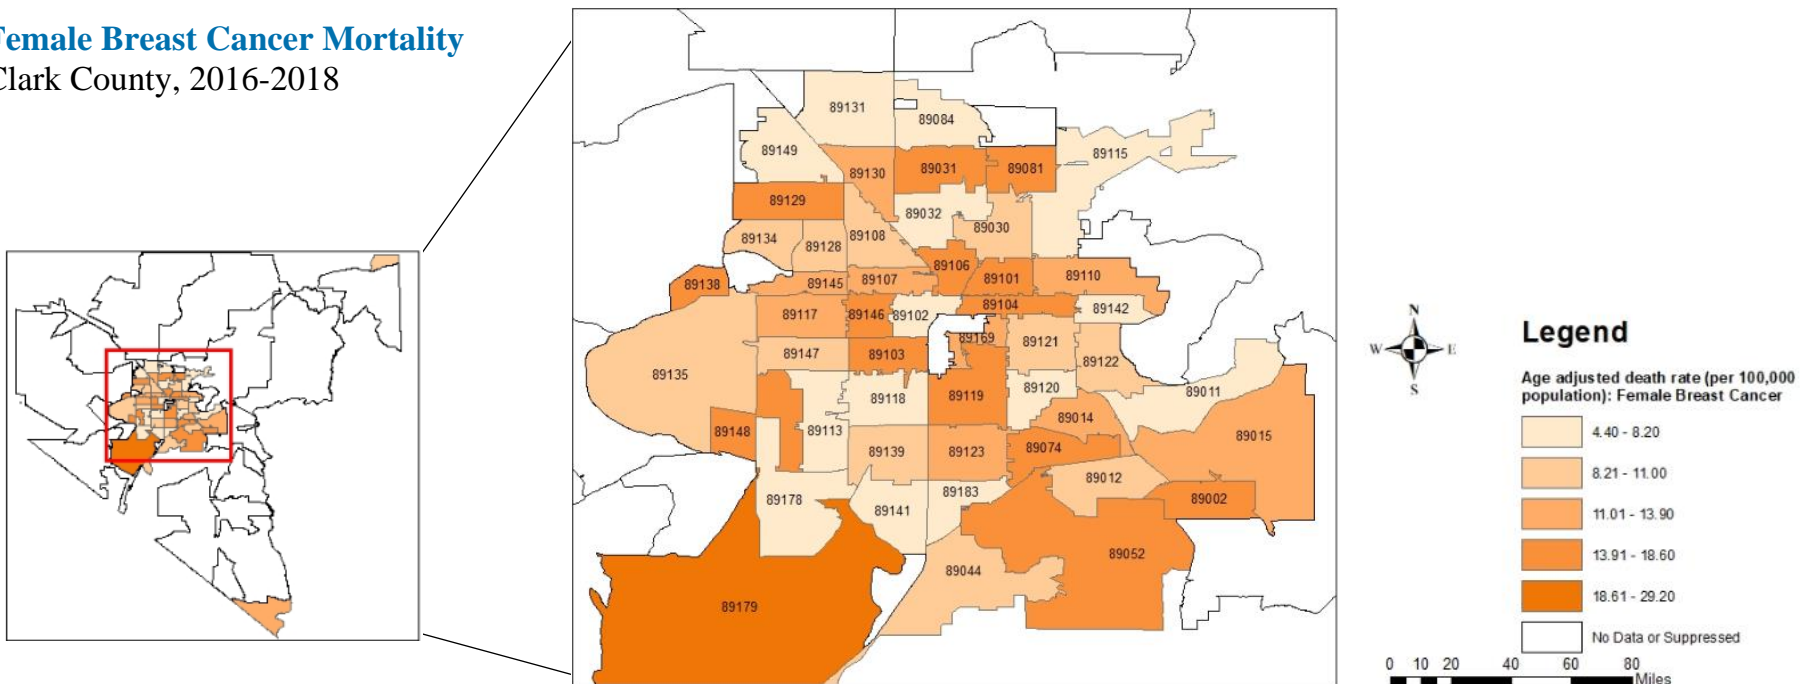 Female Breast Cancer Mortality
Clark County, 2016-2018
89131
89084
89149
89115
89130
89031
89081
89129
89032
89030
89134
89128
89108
89106
89101
89110
89138
89145
89107
89104
89142
89117
89146
89102
89169
89121
89122
89147
89103
89135
89118
89119
89120
89011
89014
89015
89148
89113
89074
89139
89123
89012
89178
89183
89002
89141
89052
89044
89179
N
W
E
S
Legend
Age adjusted death rate (per 100,000
population): Female Breast Cancer
4.40 - 8.20
8.21 - 11.00
11.01 - 13.90
13.91 - 18.60
18.61 - 29.20
No Data or Suppressed
0 10 20 40 60 80
Miles